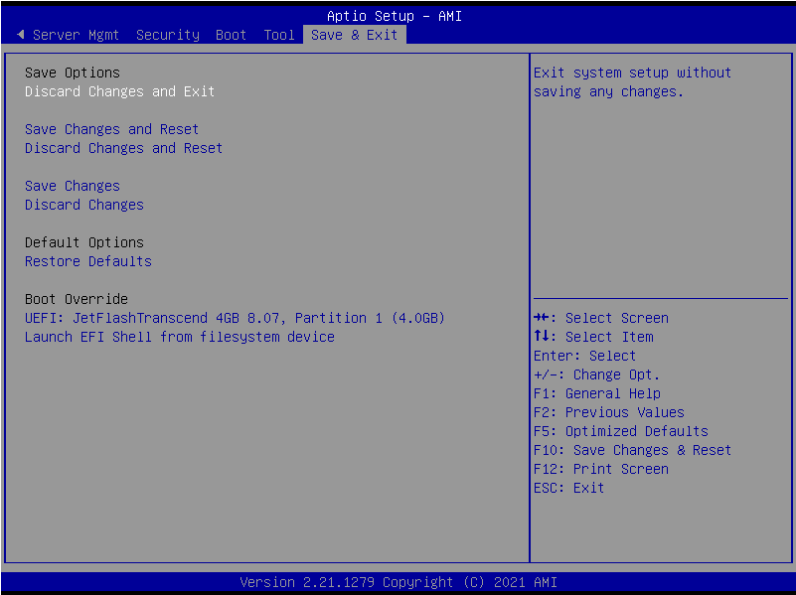 Aptio Setup – AMI
◀ Server Mgmt Security Boot Tool Save & Exit
Save Options
Discard Changes and Exit
Save Changes and Reset
Discard Changes and Reset
Save Changes
Discard Changes
Default Options
Restore Defaults
Boot Override
UEFI: JetFlashTranscend 4GB 8.07, Partition 1 (4.0GB)
Launch EFI Shell from filesystem device
Exit system setup without
saving any changes.
→←: Select Screen
↑↓: Select Item
Enter: Select
+/-: Change Opt.
F1: General Help
F2: Previous Values
F5: Optimized Defaults
F10: Save Changes & Reset
F12: Print Screen
ESC: Exit
Version 2.21.1279 Copyright (C) 2021 AMI